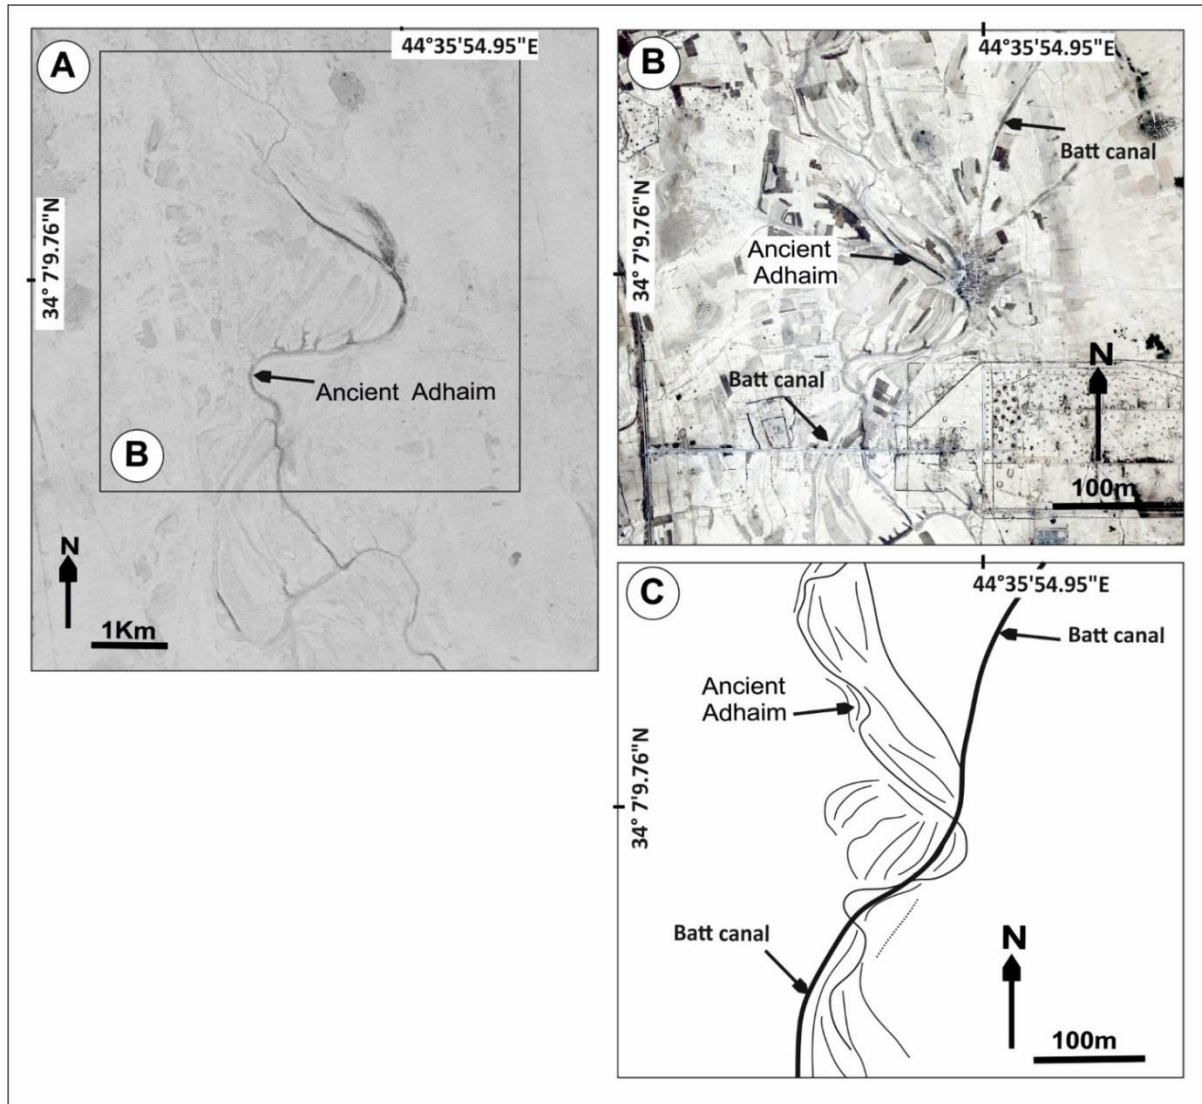 A
44°35'54.95"E
34° 7'9.76"N
Ancient Adhaim
B
N
1Km
B
44°35'54.95"E
34° 7'9.76"N
Batt canal
Ancient
Adhaim
Batt canal
N
100m
C
44°35'54.95"E
34° 7'9.76"N
Batt canal
Ancient
Adhaim
Batt canal
N
100m